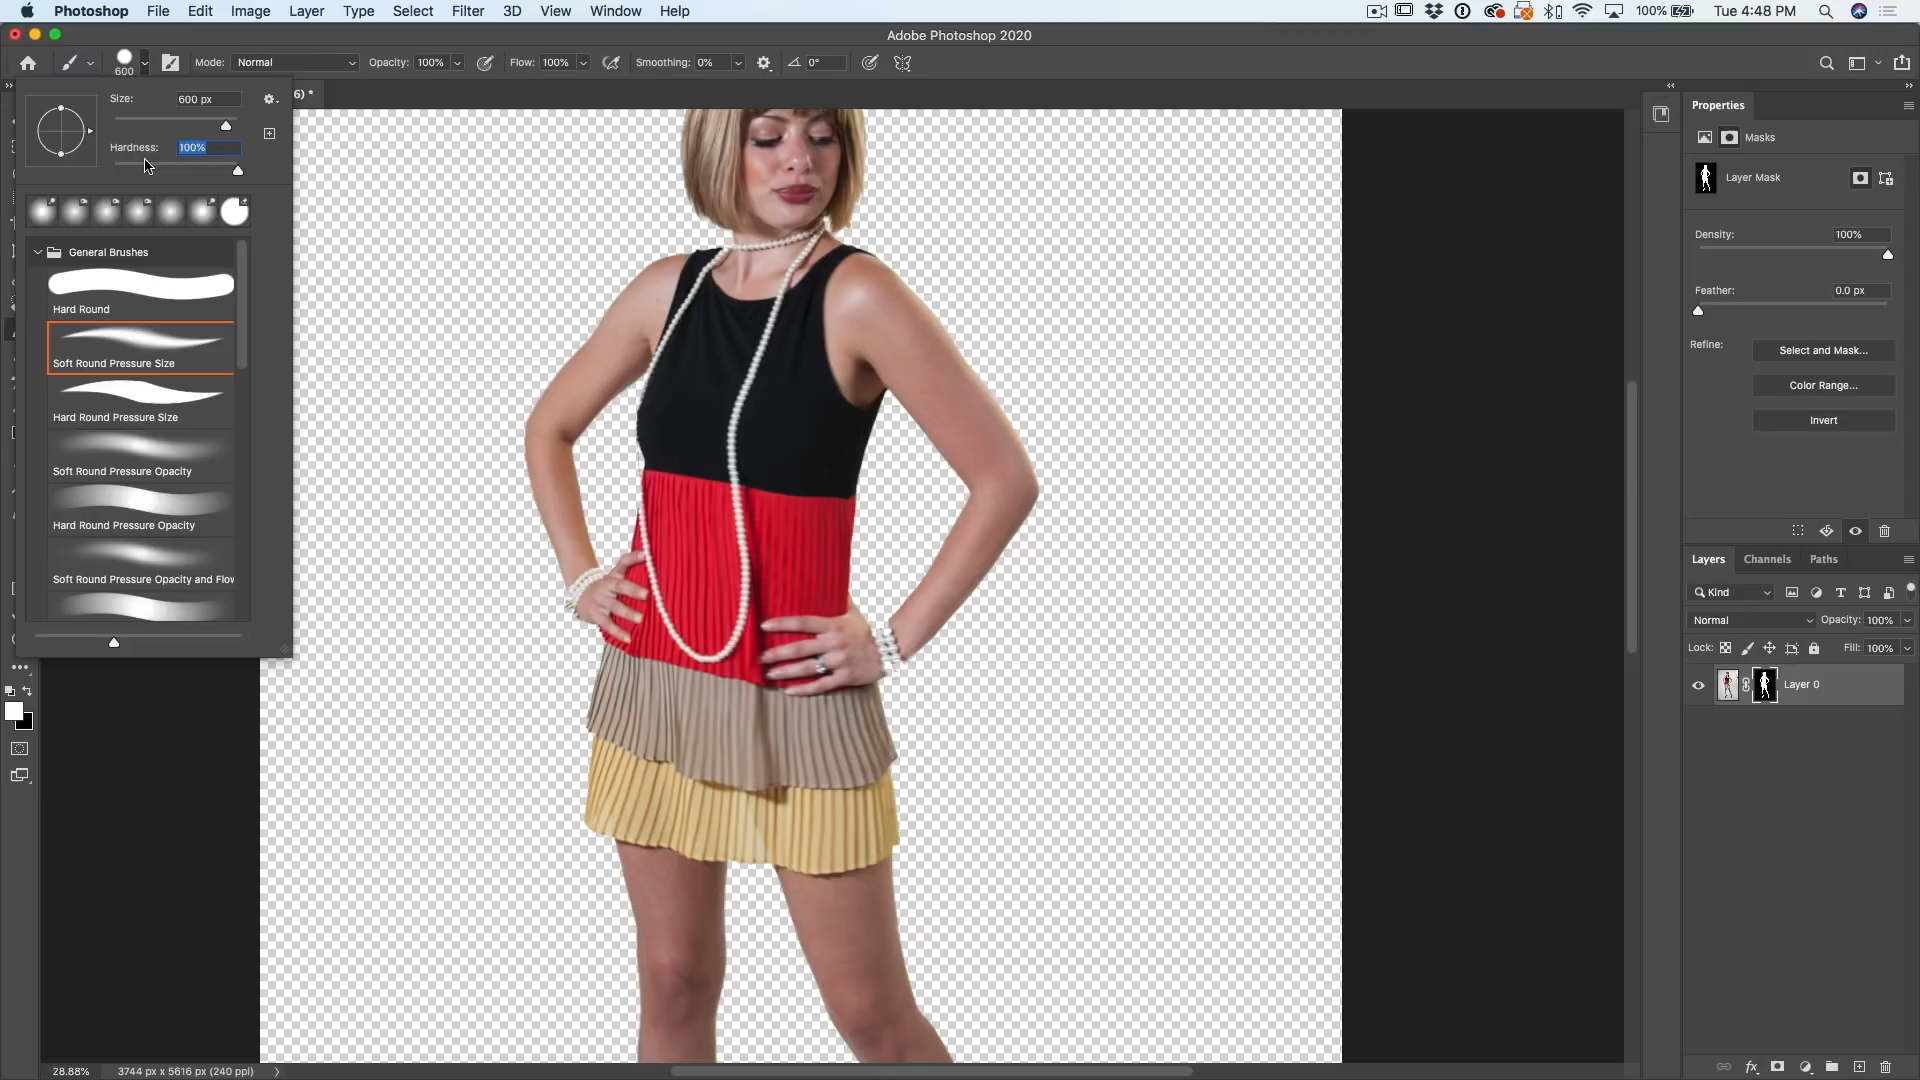 Photoshop File Edit Image Layer Type Select Filter 3D View Window Help 100% Tue 4:48 PM
Adobe Photoshop 2020
600 Mode: Normal Opacity: 100% Flow: 100% Smoothing: 0% 0°
6) *
Size: 600 px
Hardness: 100%
General Brushes
Hard Round
Soft Round Pressure Size
Hard Round Pressure Size
Soft Round Pressure Opacity
Hard Round Pressure Opacity
Soft Round Pressure Opacity and Flow
Properties
Masks
Layer Mask
Density: 100%
Feather: 0.0 px
Refine: Select and Mask...
Color Range...
Invert
Layers Channels Paths
Kind
Normal Opacity: 100%
Lock: Fill: 100%
Layer 0
28.88% 3744 px x 5616 px (240 ppi)